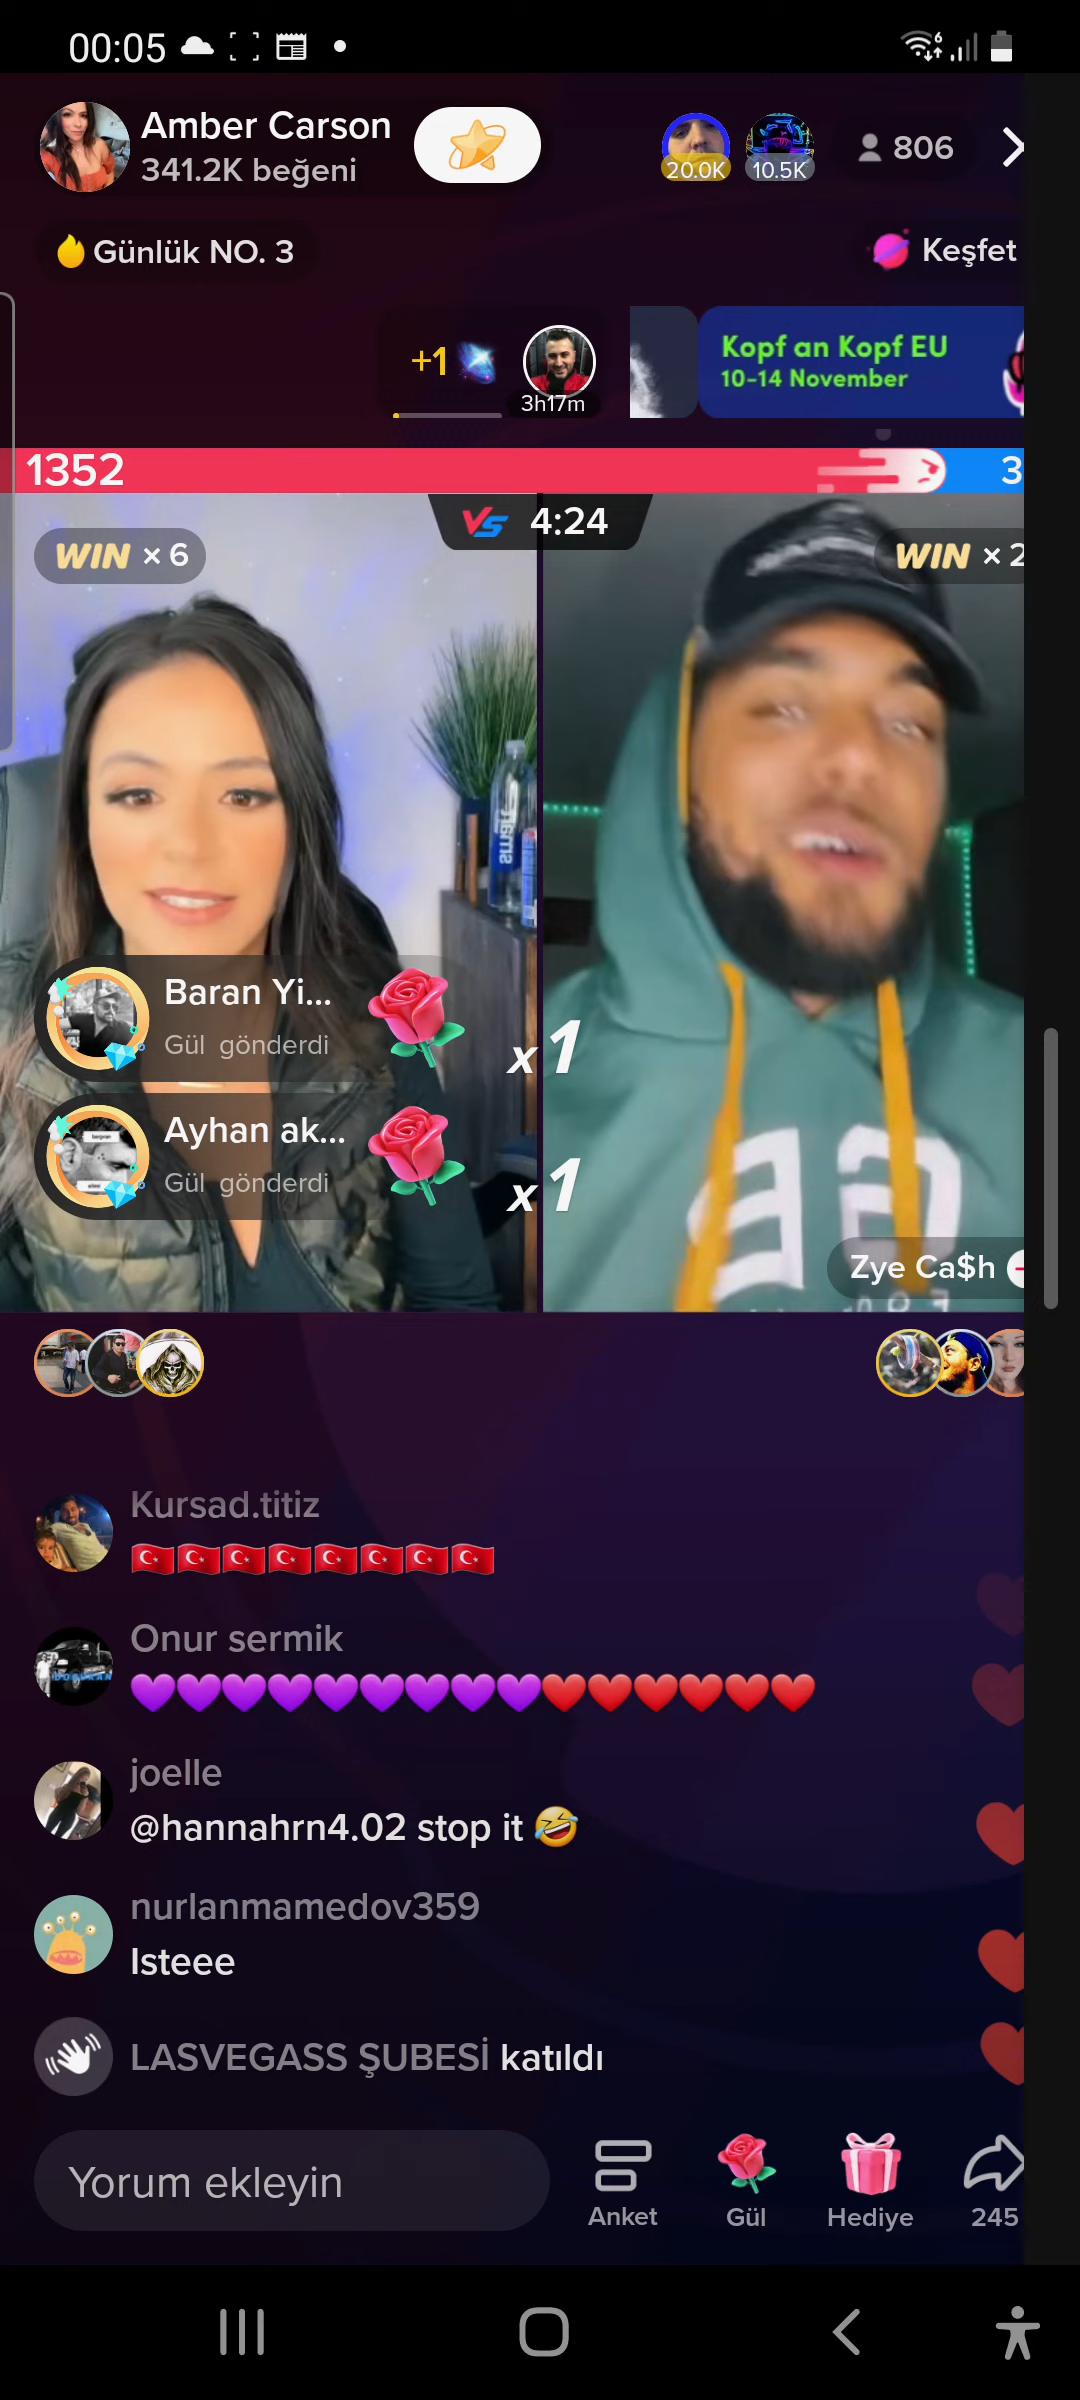 00:05
6
Amber Carson
341.2K beğeni
20.0K
10.5K
806
Günlük NO. 3
Keşfet
+1
3h17m
Kopf an Kopf EU
10-14 November
1352
3
WIN × 6
VS 4:24
WIN × 2
Baran Yi...
Gül gönderdi
x1
Ayhan ak...
Gül gönderdi
x1
Zye Ca$h
Kursad.titiz
🇹🇷🇹🇷🇹🇷🇹🇷🇹🇷🇹🇷🇹🇷🇹🇷
Onur sermik
💜💜💜💜💜💜💜💜💜❤️❤️❤️❤️❤️❤️
joelle
@hannahrn4.02 stop it 🤣
nurlanmamedov359
Isteee
LASVEGASS ŞUBESİ katıldı
Yorum ekleyin
Anket
Gül
Hediye
245